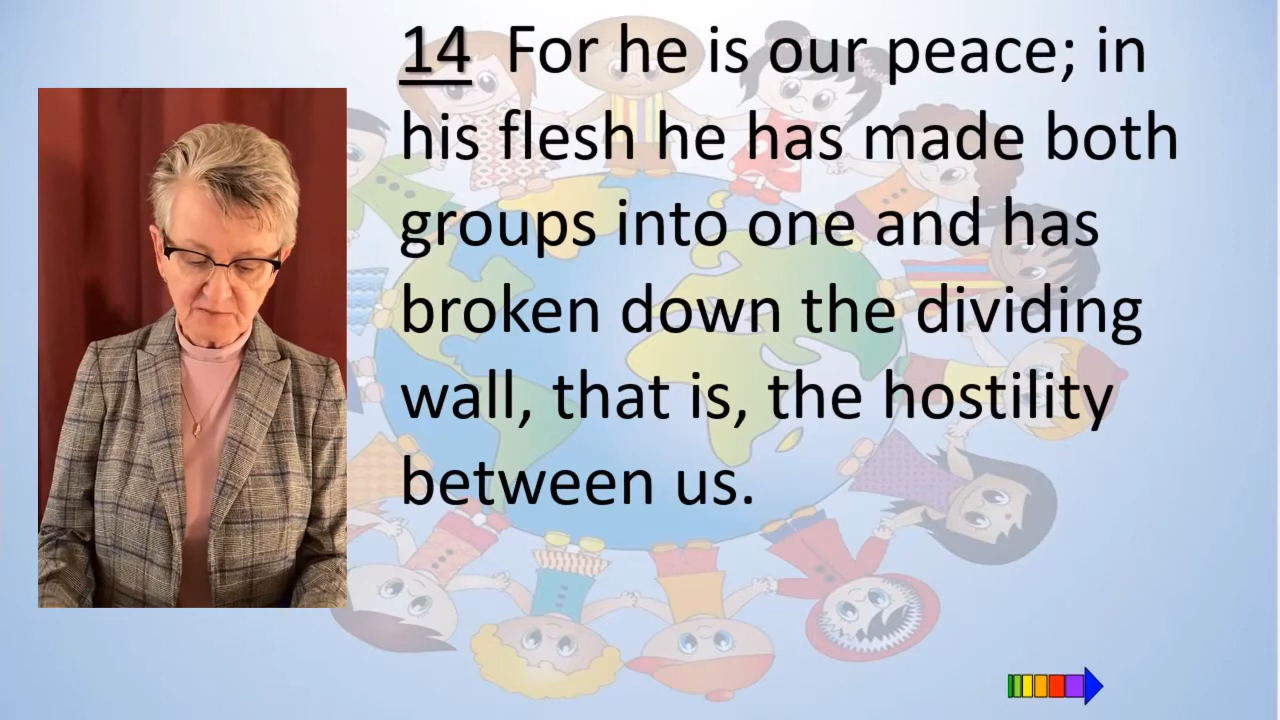 14 For he is our peace; in
his flesh he has made both
groups into one and has
broken down the dividing
wall, that is, the hostility
between us.